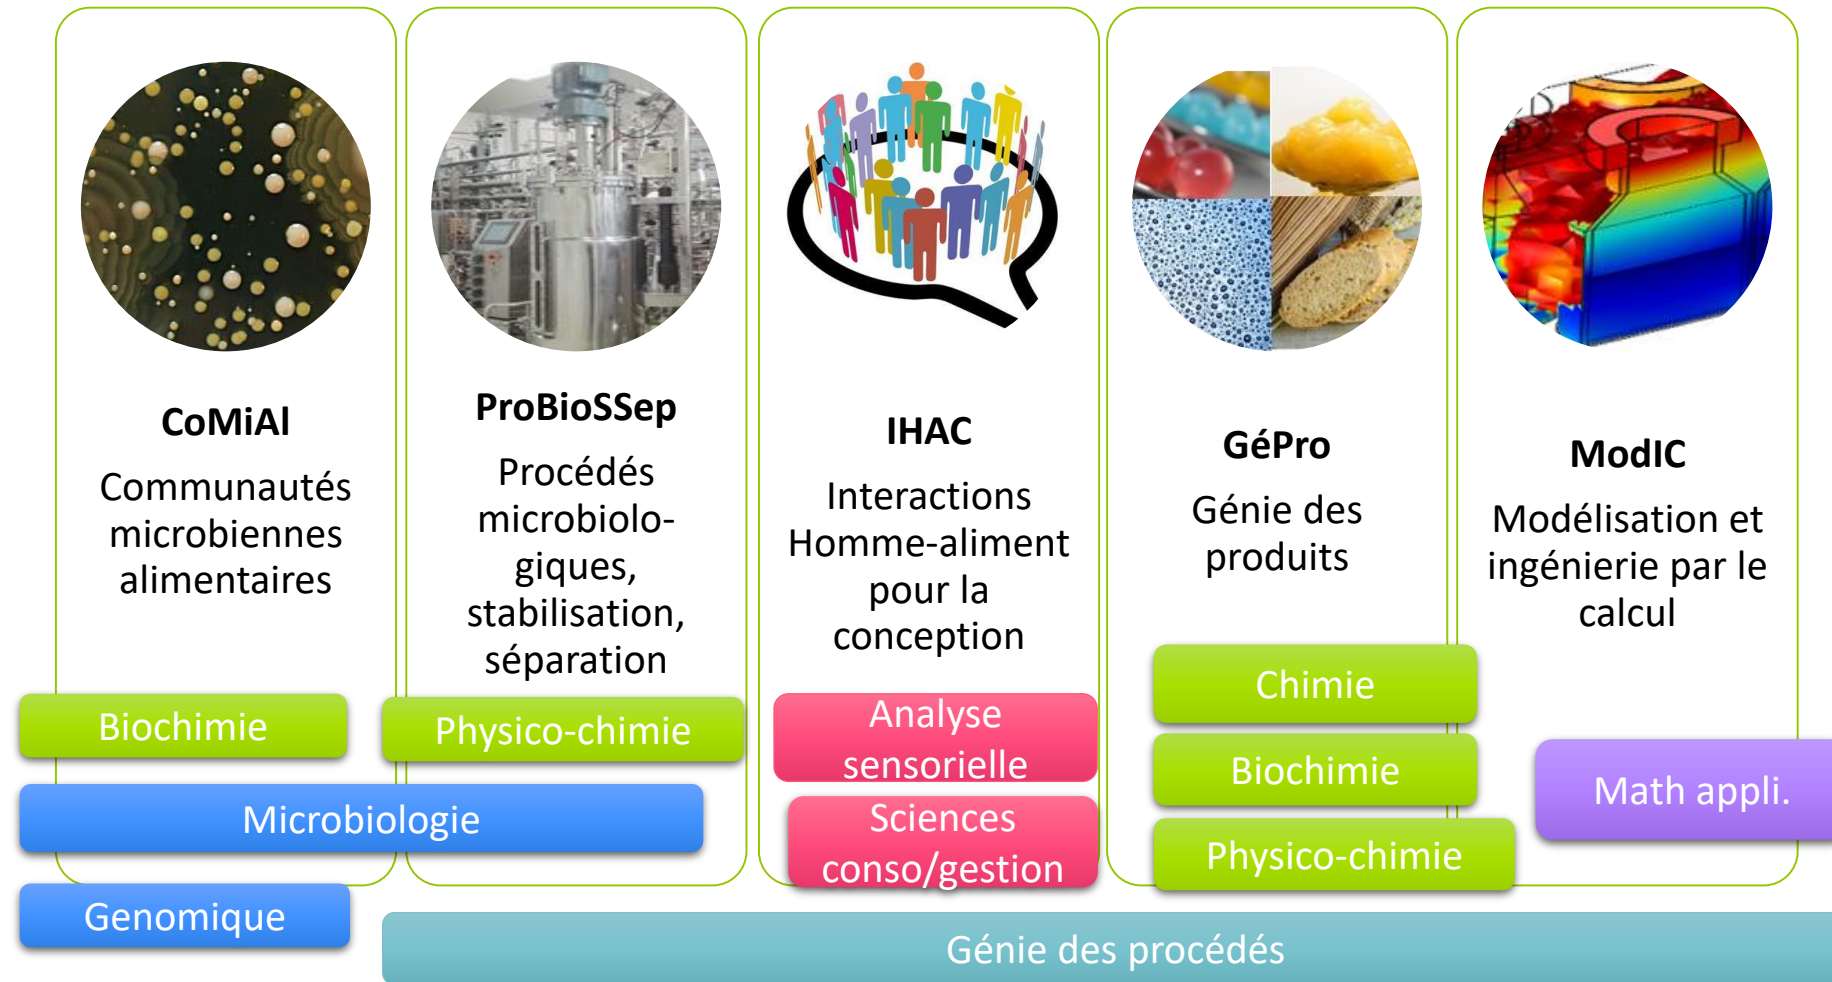 CoMiAl
Communautés
microbiennes
alimentaires
ProBioSSep
Procédés
microbiolo-
giques,
stabilisation,
séparation
IHAC
Interactions
Homme-aliment
pour la
conception
GéPro
Génie des
produits
ModIC
Modélisation et
ingénierie par le
calcul
Biochimie
Physico-chimie
Microbiologie
Genomique
Analyse
sensorielle
Sciences
conso/gestion
Chimie
Biochimie
Physico-chimie
Math appli.
Génie des procédés